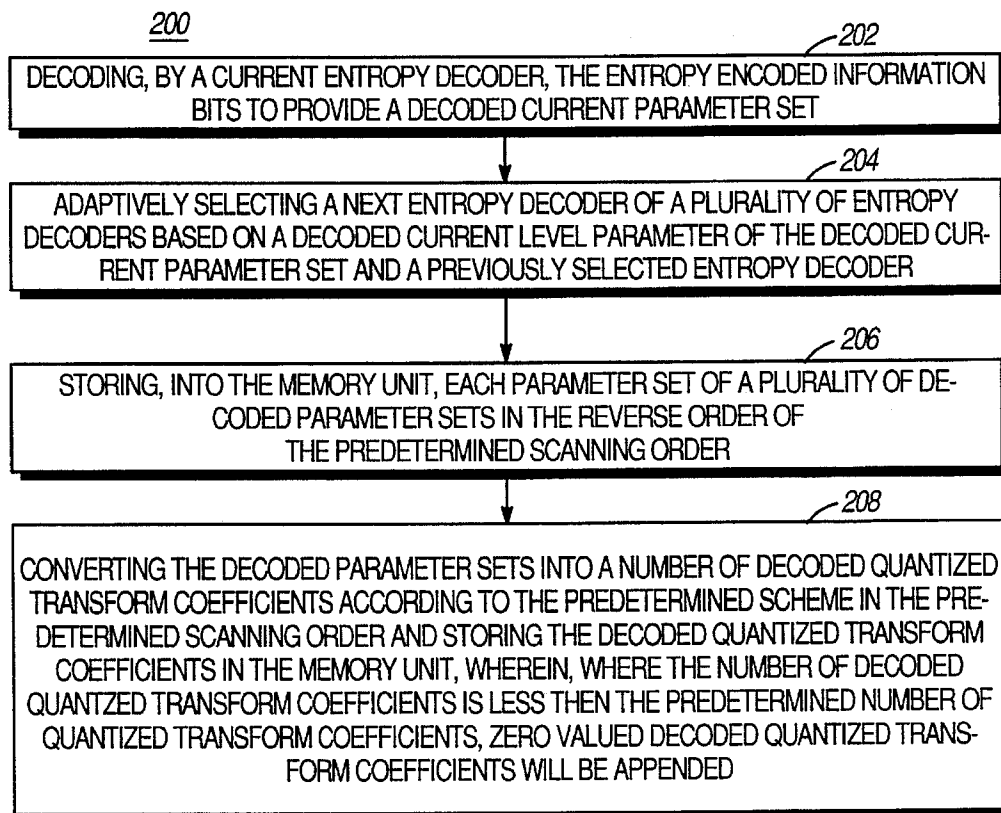 200
202
DECODING, BY A CURRENT ENTROPY DECODER, THE ENTROPY ENCODED INFORMATION
BITS TO PROVIDE A DECODED CURRENT PARAMETER SET
204
ADAPTIVELY SELECTING A NEXT ENTROPY DECODER OF A PLURALITY OF ENTROPY
DECODERS BASED ON A DECODED CURRENT LEVEL PARAMETER OF THE DECODED CUR-
RENT PARAMETER SET AND A PREVIOUSLY SELECTED ENTROPY DECODER
206
STORING, INTO THE MEMORY UNIT, EACH PARAMETER SET OF A PLURALITY OF DE-
CODED PARAMETER SETS IN THE REVERSE ORDER OF
THE PREDETERMINED SCANNING ORDER
208
CONVERTING THE DECODED PARAMETER SETS INTO A NUMBER OF DECODED QUANTIZED
TRANSFORM COEFFICIENTS ACCORDING TO THE PREDETERMINED SCHEME IN THE PRE-
DETERMINED SCANNING ORDER AND STORING THE DECODED QUANTIZED TRANSFORM
COEFFICIENTS IN THE MEMORY UNIT, WHEREIN, WHERE THE NUMBER OF DECODED
QUANTZED TRANSFORM COEFFICIENTS IS LESS THEN THE PREDETERMINED NUMBER OF
QUANTIZED TRANSFORM COEFFICIENTS, ZERO VALUED DECODED QUANTIZED TRANS-
FORM COEFFICIENTS WILL BE APPENDED